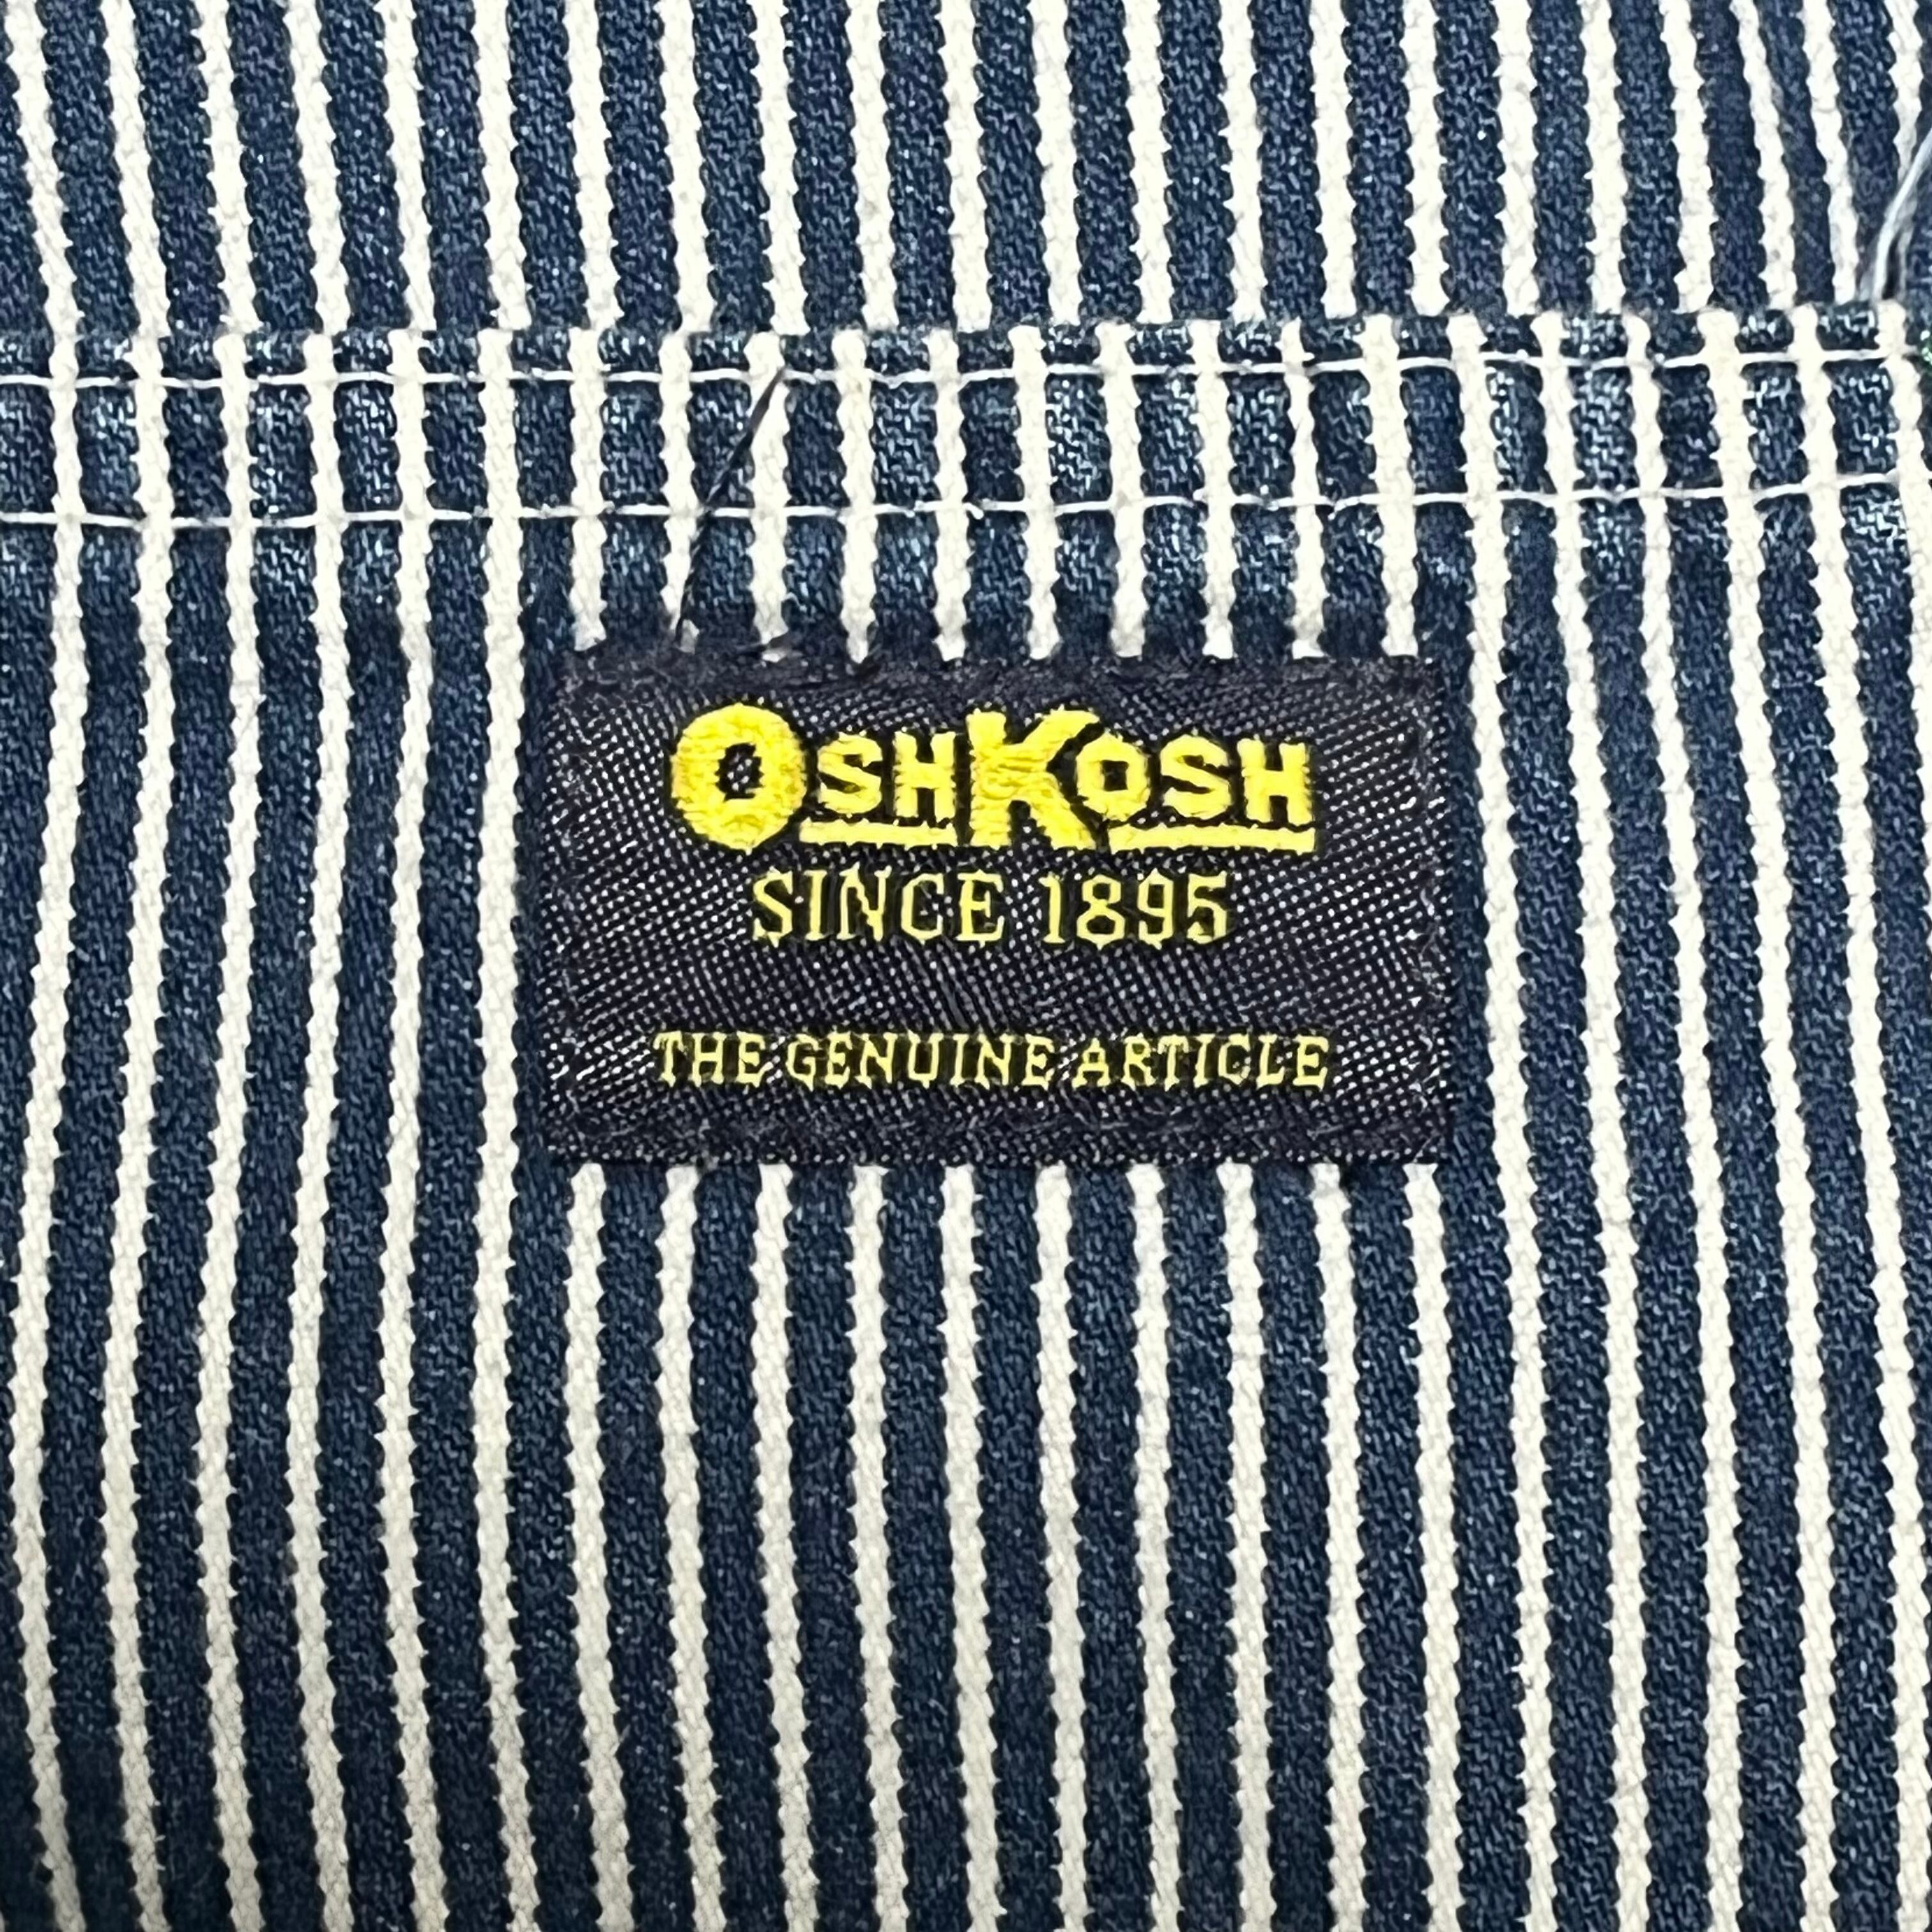 OSHKOSH
SINCE 1895
THE GENUINE ARTICLE